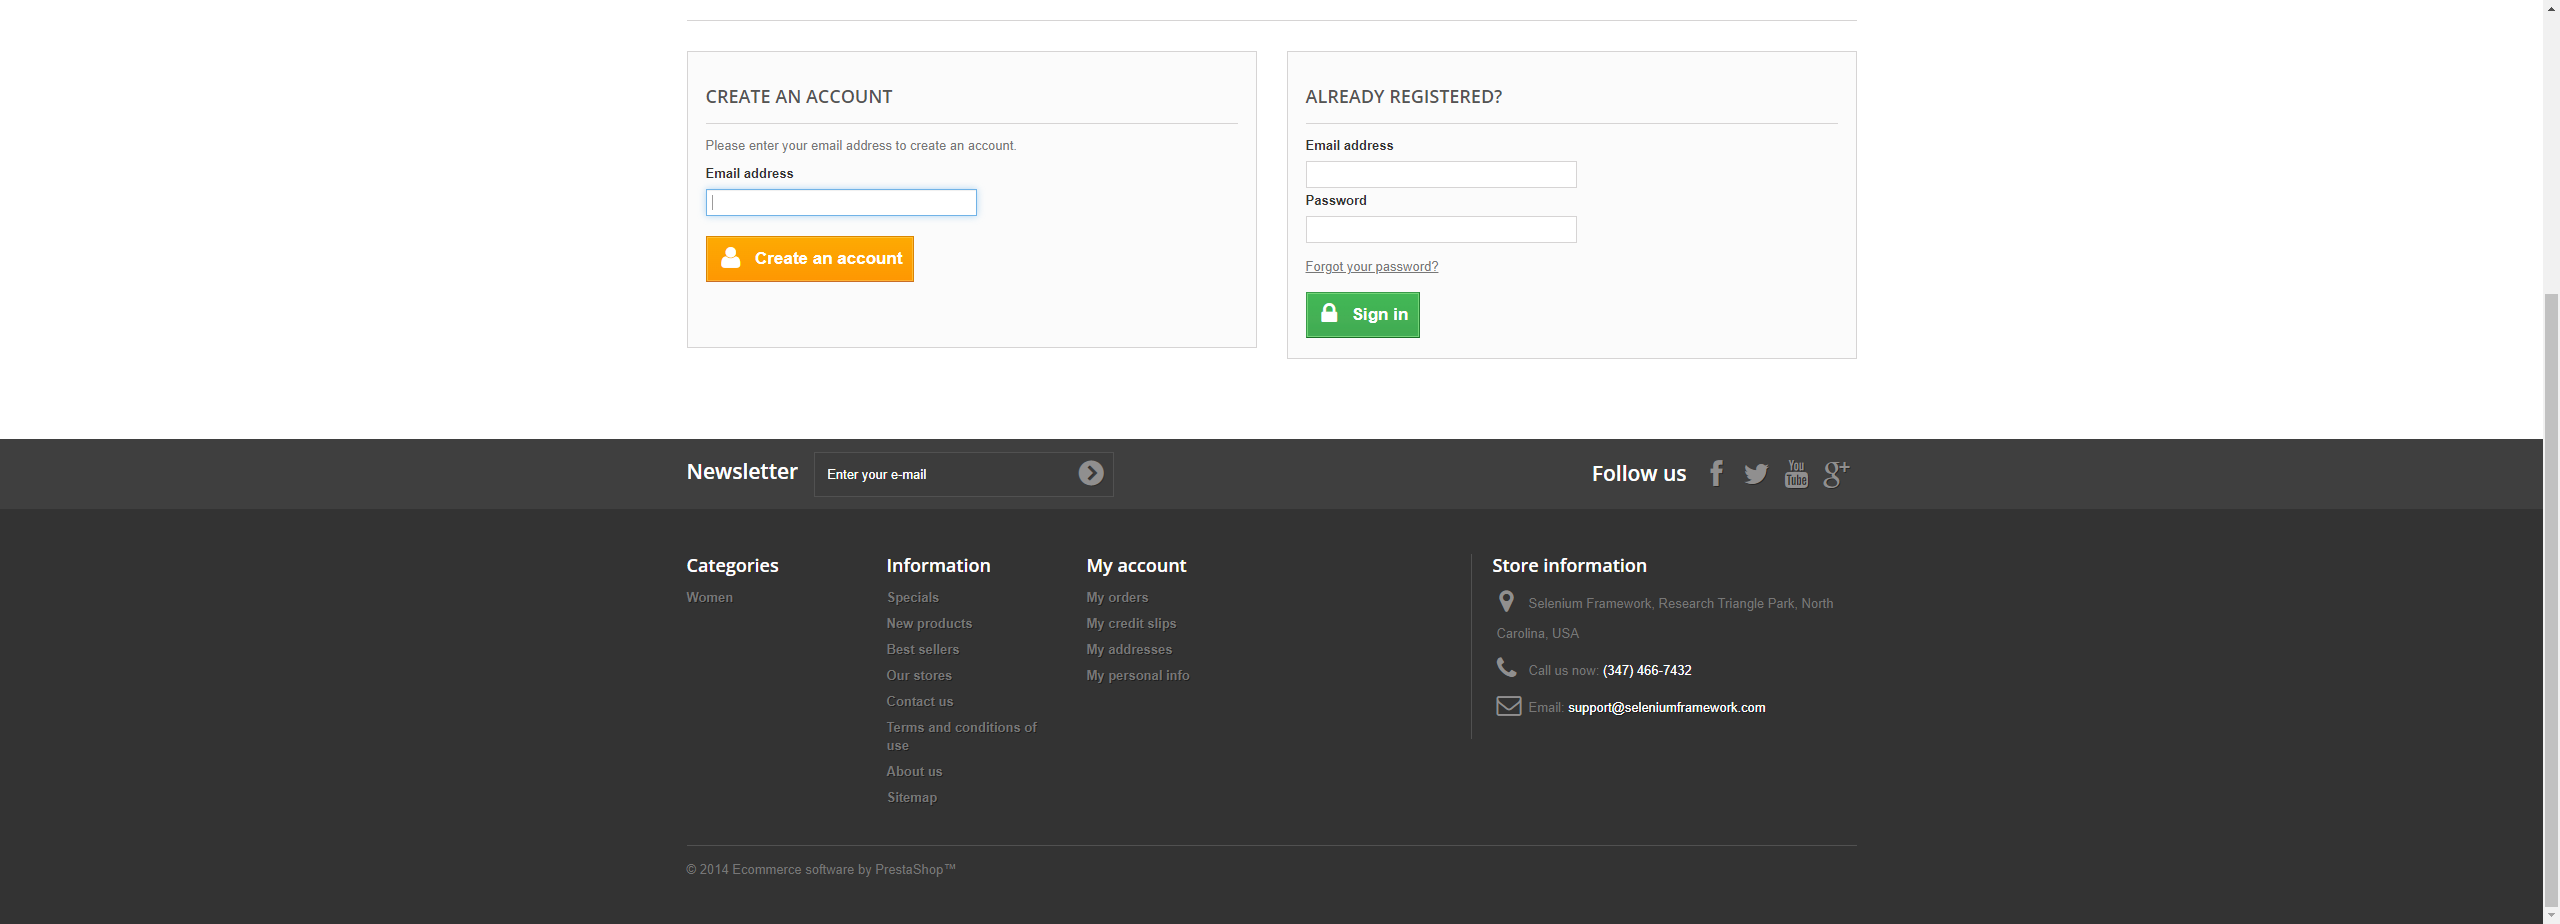 CREATE AN ACCOUNT
Please enter your email address to create an account.
Email address
Create an account
ALREADY REGISTERED?
Email address
Password
Forgot your password?
Sign in
Newsletter
Enter your e-mail
Follow us
You
Tube
g+
Categories
Women
Information
Specials
New products
Best sellers
Our stores
Contact us
Terms and conditions of
use
About us
Sitemap
My account
My orders
My credit slips
My addresses
My personal info
Store information
Selenium Framework, Research Triangle Park, North
Carolina, USA
Call us now: (347) 466-7432
Email: support@seleniumframework.com
© 2014 Ecommerce software by PrestaShop™